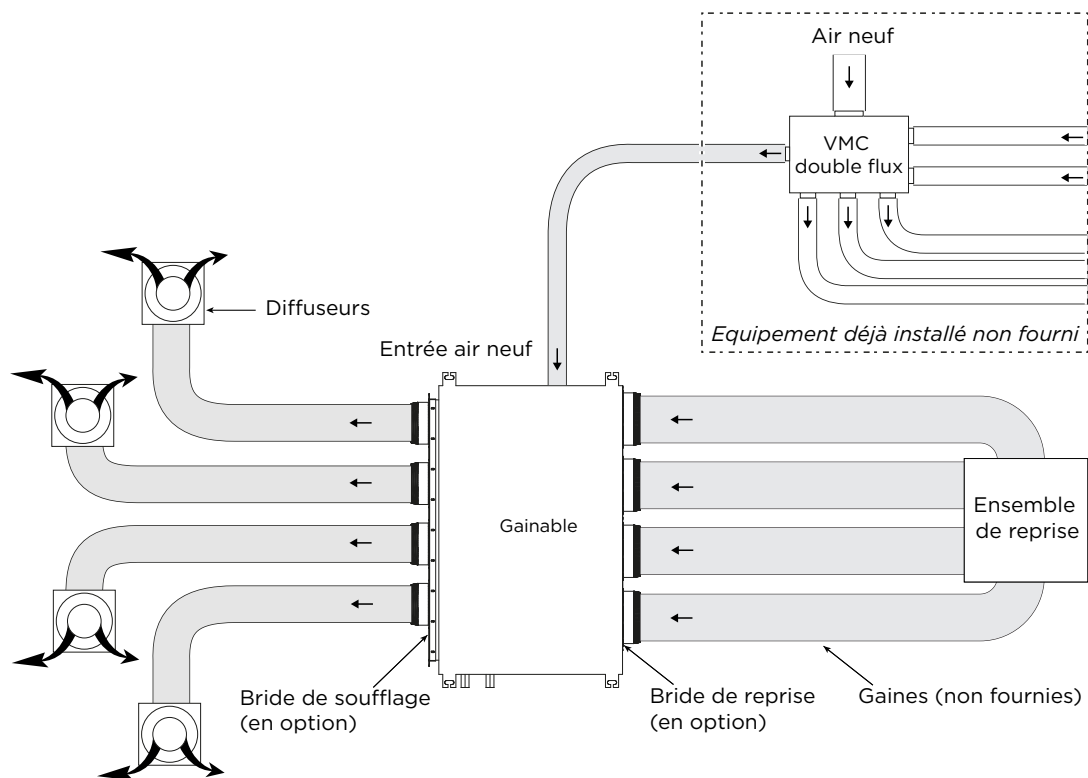 Air neuf
VMC
double flux
Equipement déjà installé non fourni
Diffuseurs
Entrée air neuf
Gainable
Ensemble
de reprise
Bride de soufflage
(en option)
Bride de reprise
(en option)
Gaines (non fournies)